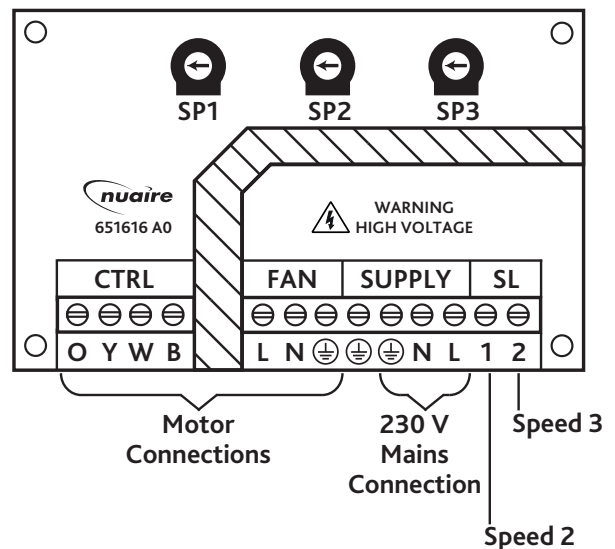 SP1 SP2 SP3
nuaire
651616 A0
WARNING
HIGH VOLTAGE
CTRL FAN SUPPLY SL
O Y W B L N N L 1 2
Motor
Connections
230 V
Mains
Connection
Speed 3
Speed 2